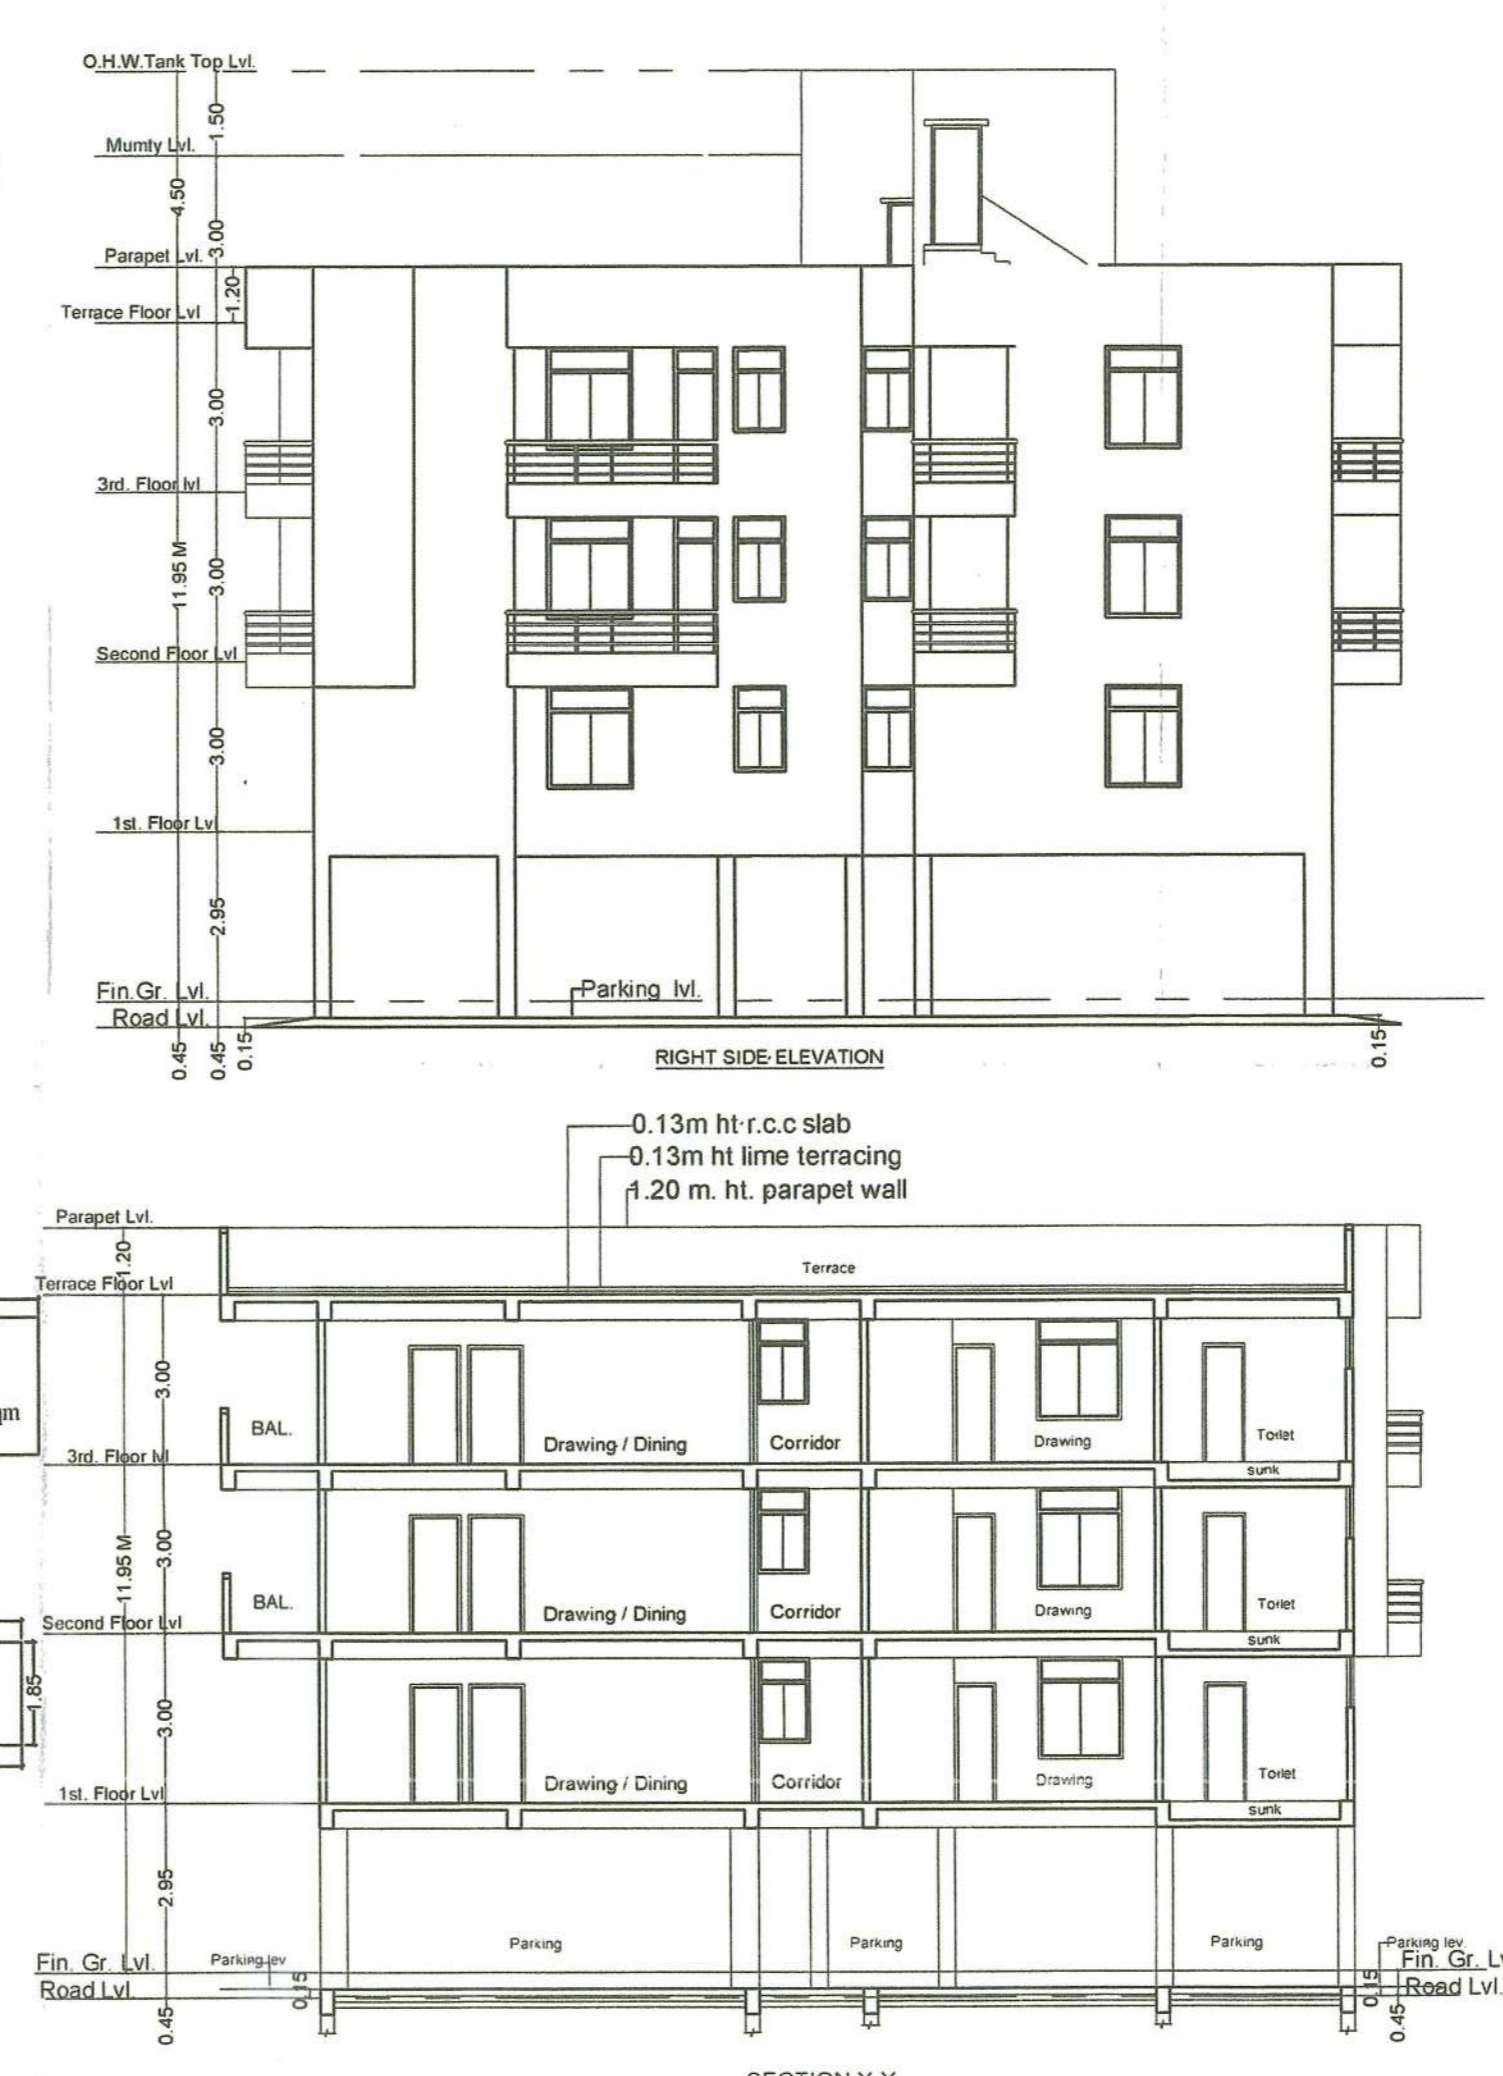 O.H.W.Tank Top Lvl.
1.50
Mumty Lvl.
4.50
3.00
Parapet Lvl.
1.20
Terrace Floor Lvl
3.00
3rd. Floor lvl
11.95 M
3.00
Second Floor Lvl
3.00
1st. Floor Lvl
2.95
Fin.Gr. Lvl.
Parking lvl.
Road Lvl.
0.45
0.45
0.15
0.15
RIGHT SIDE ELEVATION
0.13m ht r.c.c slab
0.13m ht lime terracing
1.20 m. ht. parapet wall
Parapet Lvl.
1.20
Terrace
Terrace Floor Lvl
3.00
qm
BAL.
Drawing / Dining
Corridor
Drawing
Toilet
3rd. Floor lvl
sunk
11.95 M
3.00
BAL.
Drawing / Dining
Corridor
Drawing
Toilet
Second Floor Lvl
sunk
1.85
3.00
Drawing / Dining
Corridor
Drawing
Toilet
1st. Floor Lvl
sunk
2.95
Parking
Parking
Parking
Parking lev.
Fin. Gr. Lvl.
Parking lev
Fin. Gr. Lv
Road Lvl.
0.15
0.15
Road Lvl.
0.45
0.45
SECTION X-X